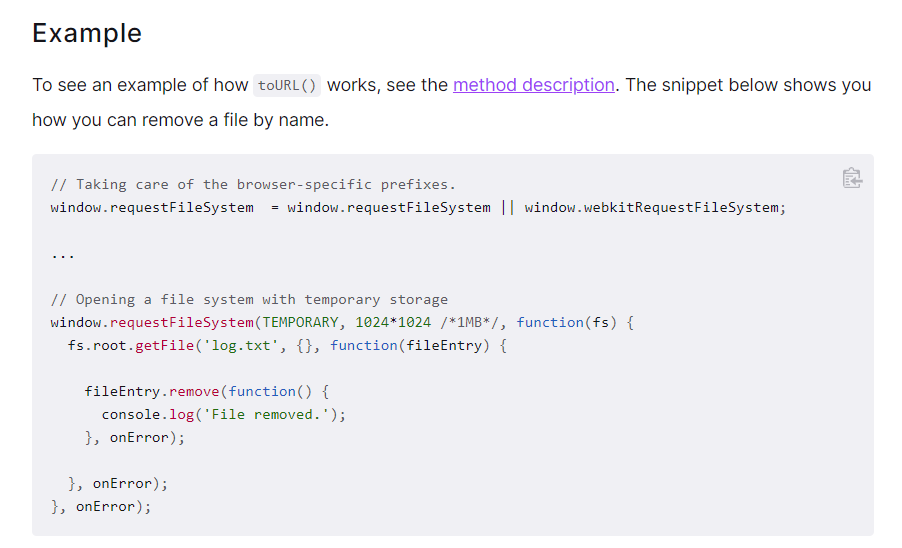 Example
To see an example of how toURL() works, see the method description. The snippet below shows you
how you can remove a file by name.
// Taking care of the browser-specific prefixes.
window.requestFileSystem  = window.requestFileSystem || window.webkitRequestFileSystem;
...
// Opening a file system with temporary storage
window.requestFileSystem(TEMPORARY, 1024*1024 /*1MB*/, function(fs) {
  fs.root.getFile('log.txt', {}, function(fileEntry) {
    fileEntry.remove(function() {
      console.log('File removed.');
    }, onError);
  }, onError);
}, onError);